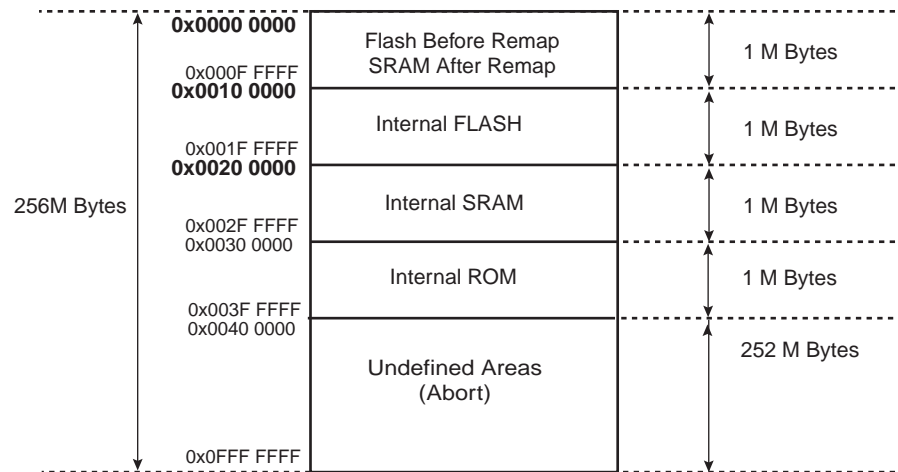 0x0000 0000
Flash Before Remap
SRAM After Remap
1 M Bytes
0x000F FFFF
0x0010 0000
Internal FLASH
1 M Bytes
0x001F FFFF
0x0020 0000
256M Bytes
Internal SRAM
1 M Bytes
0x002F FFFF
0x0030 0000
Internal ROM
1 M Bytes
0x003F FFFF
0x0040 0000
252 M Bytes
Undefined Areas
(Abort)
0x0FFF FFFF